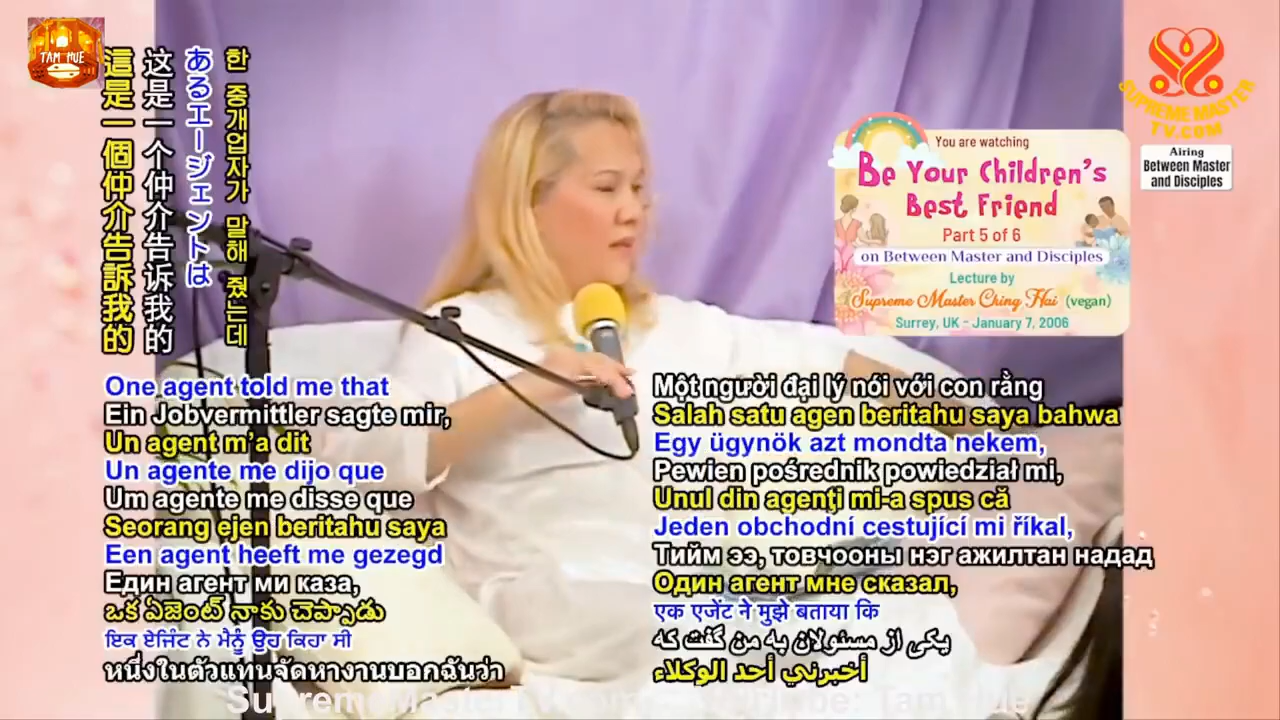 TAM HUE
這是一個仲介告訴我的
这是一个仲介告诉我的
あるエージェントは
한 중개업자가 말해 줬는데
SUPREME MASTER
TV.COM
Airing
Between Master
and Disciples
You are watching
Be Your Children's
Best Friend
Part 5 of 6
on Between Master and Disciples
Lecture by
Supreme Master Ching Hai (vegan)
Surrey, UK - January 7, 2006
One agent told me that
Ein Jobvermittler sagte mir,
Un agent m'a dit
Un agente me dijo que
Um agente me disse que
Seorang ejen beritahu saya
Een agent heeft me gezegd
Един агент ми каза,
ఒక ఏజెంట్ నాకు చెప్పాడు
ਇਕ ਏਜਿੰਟ ਨੇ ਮੈਨੂੰ ਉਹ ਕਿਹਾ ਸੀ
หนึ่งในตัวแทนจัดหางานบอกฉันว่า
Một người đại lý nói với con rằng
Salah satu agen beritahu saya bahwa
Egy ügynök azt mondta nekem,
Pewien pośrednik powiedział mi,
Unul din agenţi mi-a spus că
Jeden obchodní cestující mi říkal,
Тийм ээ, товчооны нэг ажилтан надад
Один агент мне сказал,
एक एजेंट ने मुझे बताया कि
یکی از مسئولان به من گفت که
أخبرني أحد الوكلاء